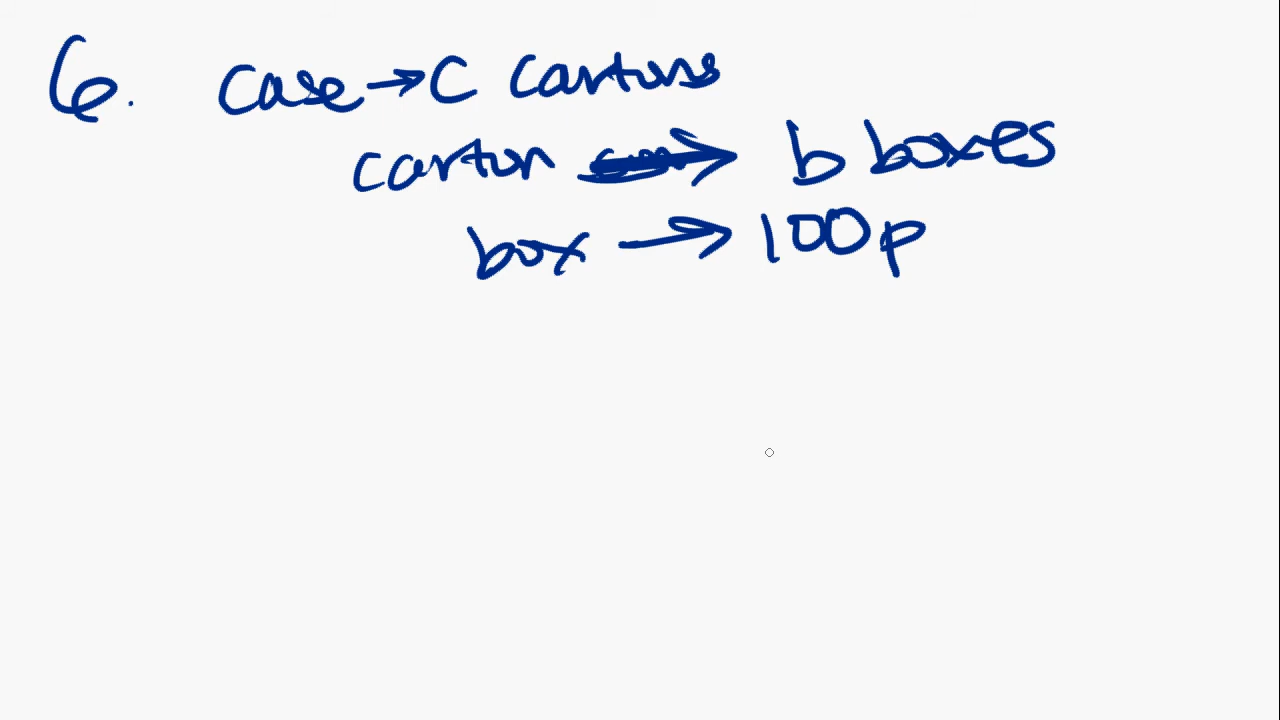 6. Case → C Cartons
carton → b boxes
box → 100p